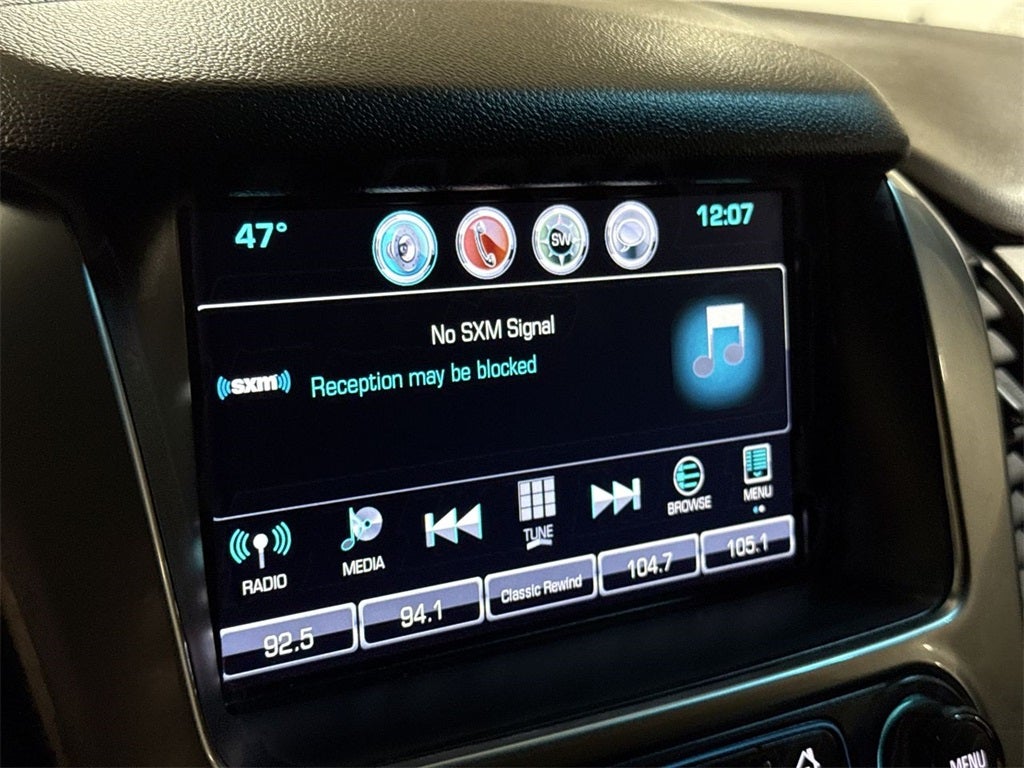 47° SW 12:07
No SXM Signal
((sxm)) Reception may be blocked
RADIO MEDIA TUNE BROWSE MENU
92.5 94.1 Classic Rewind 104.7 105.1
MENU